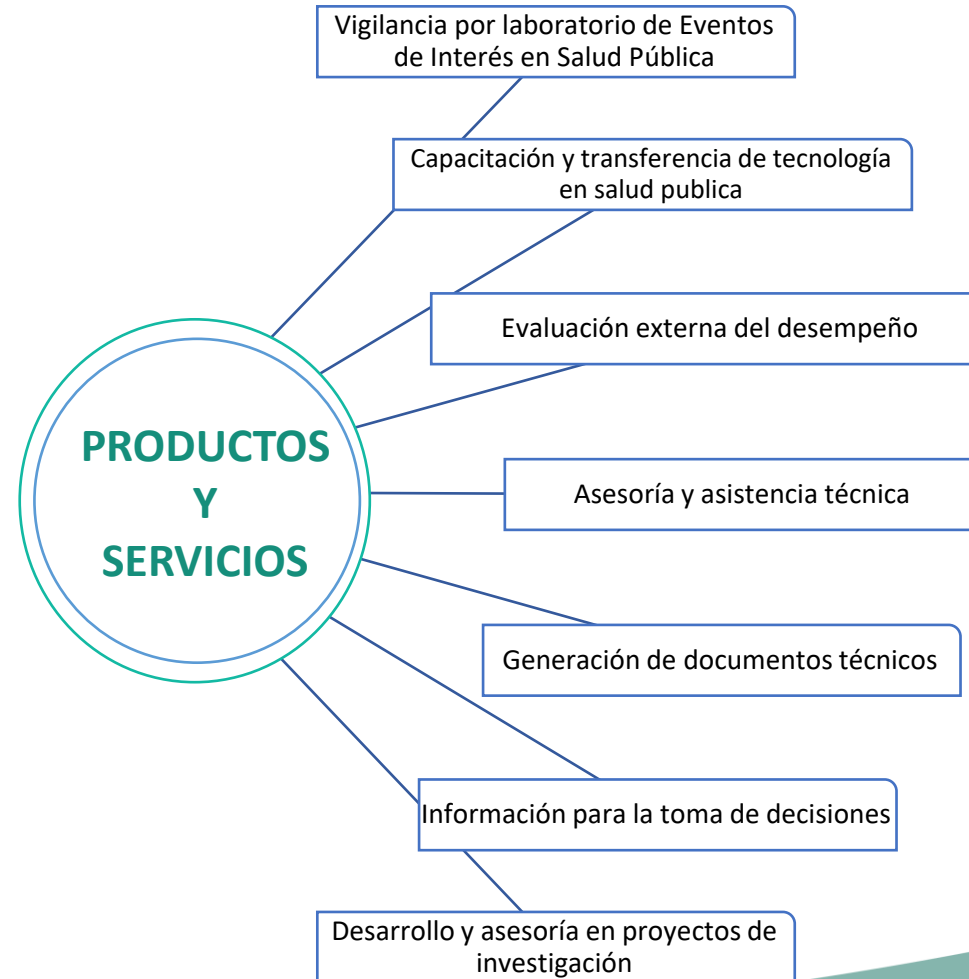 Vigilancia por laboratorio de Eventos
de Interés en Salud Pública
Capacitación y transferencia de tecnología
en salud publica
Evaluación externa del desempeño
PRODUCTOS
Y
SERVICIOS
Asesoría y asistencia técnica
Generación de documentos técnicos
Información para la toma de decisiones
Desarrollo y asesoría en proyectos de
investigación